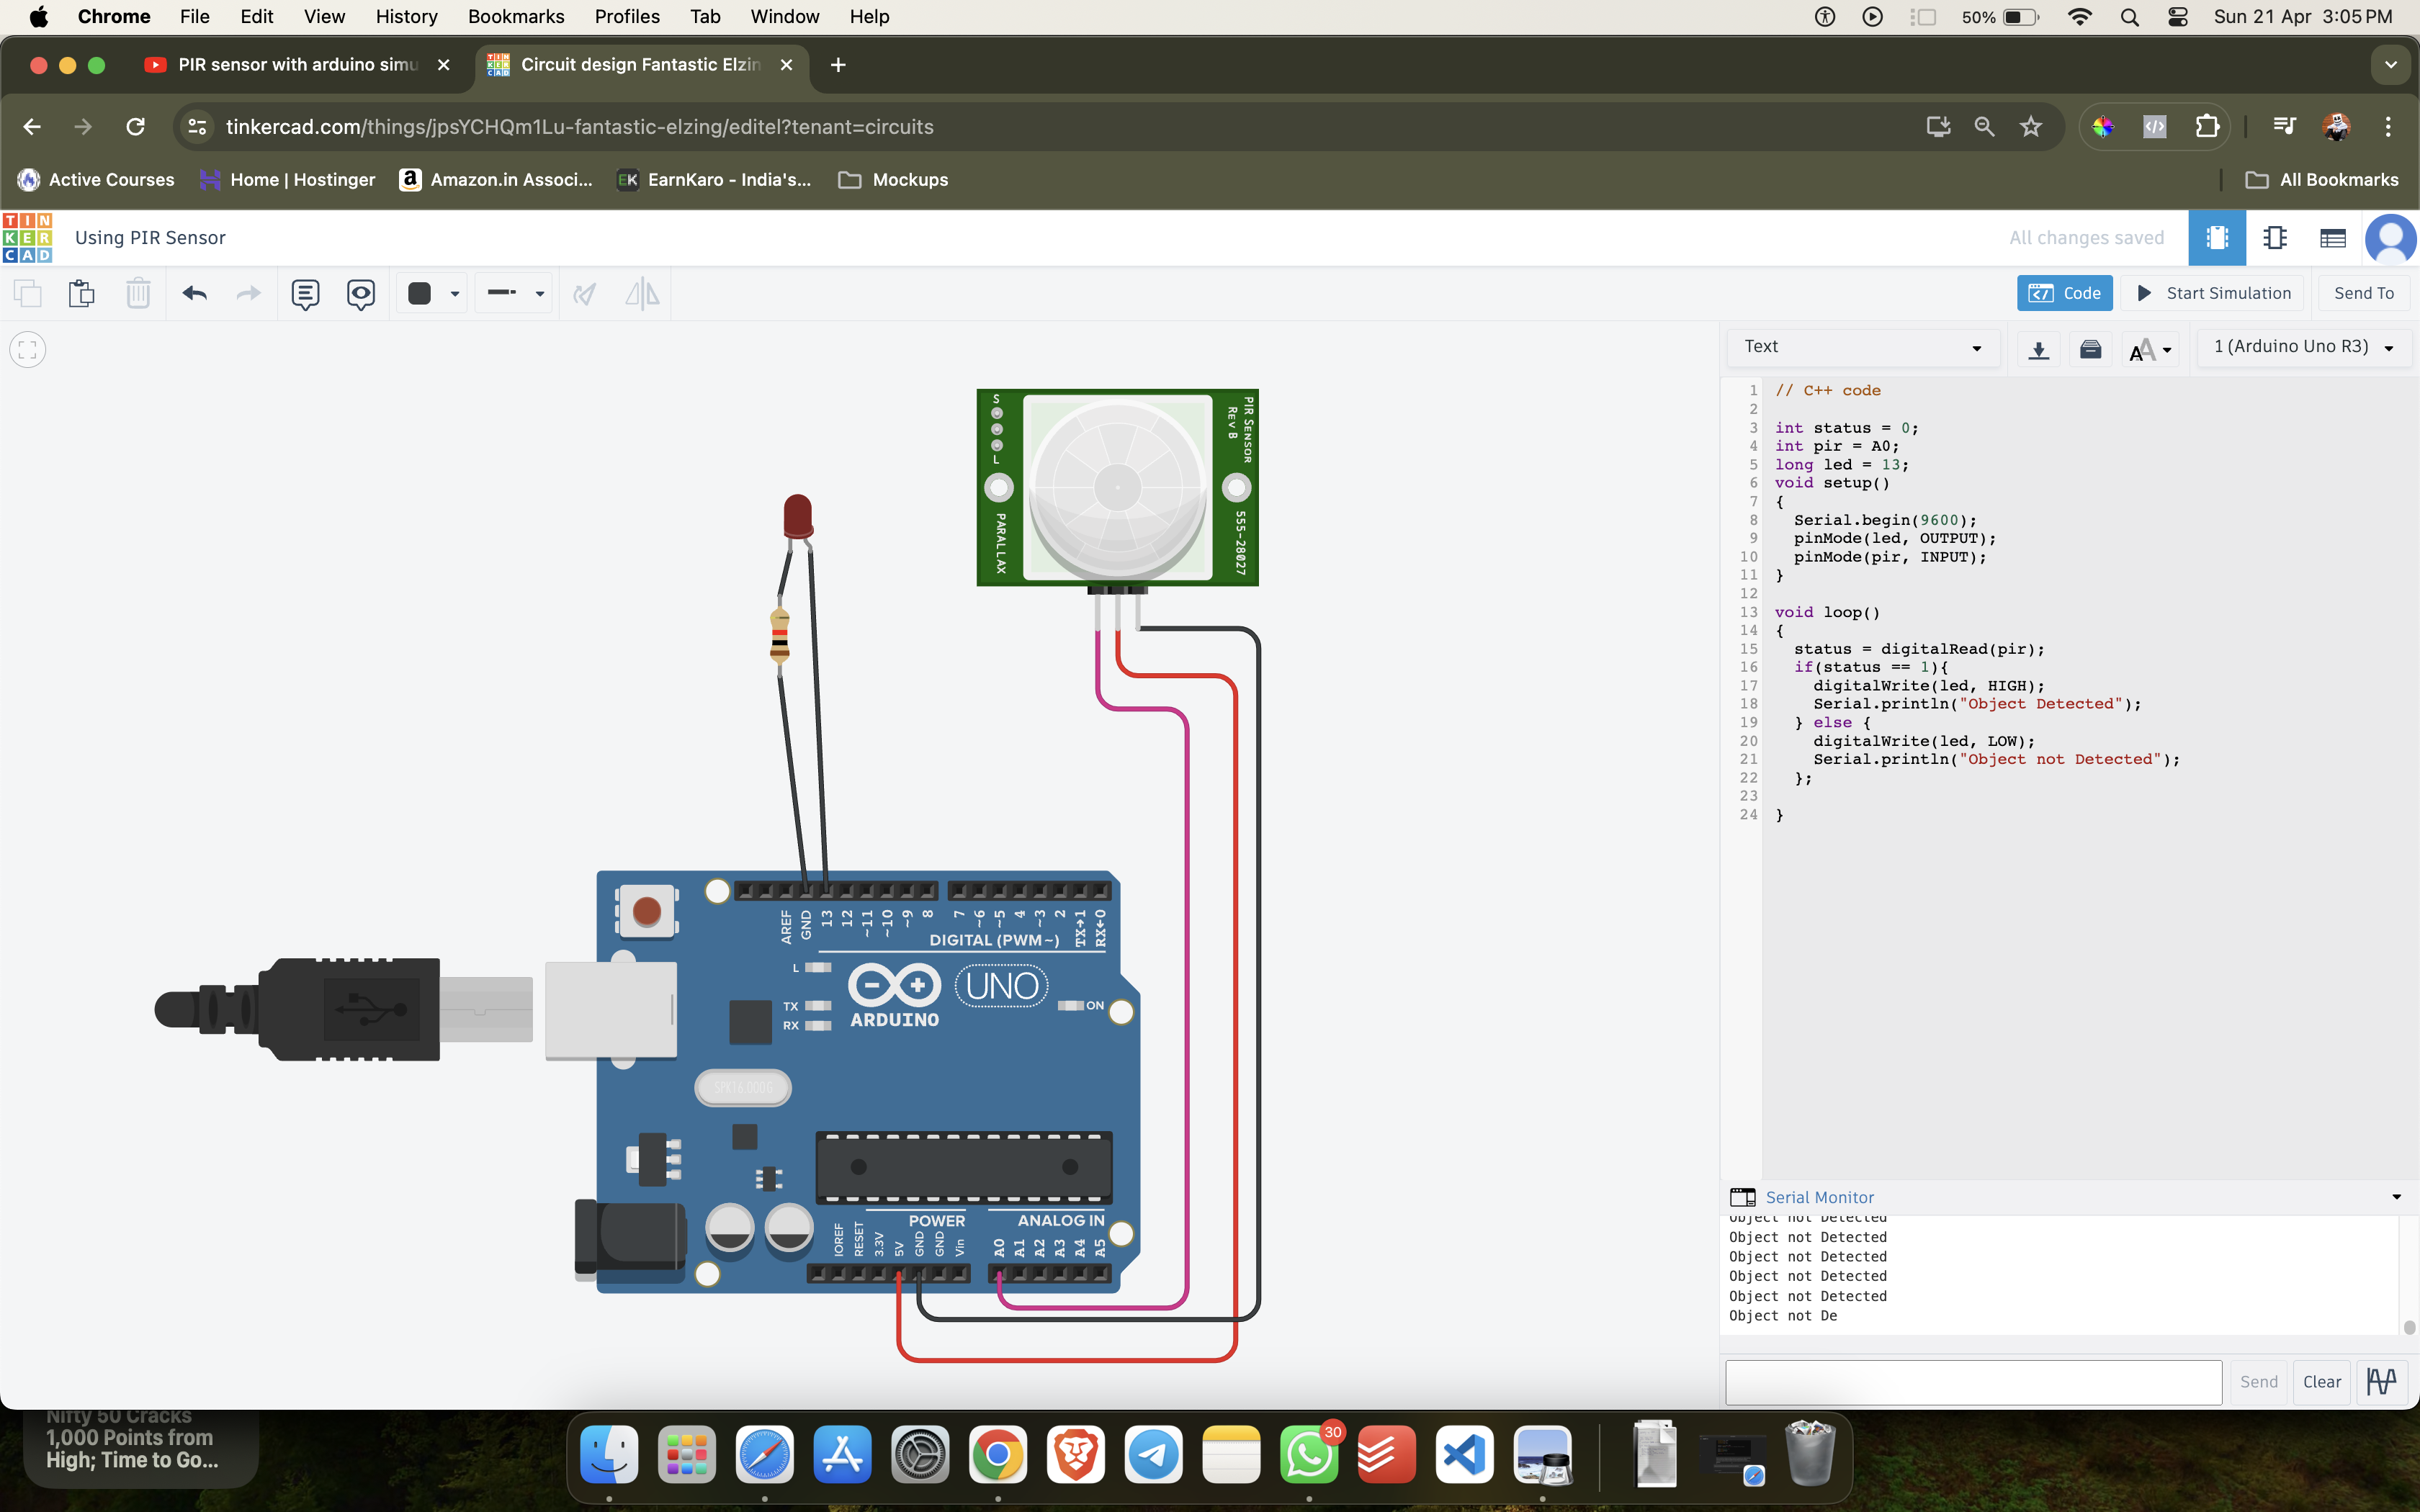 Chrome File Edit View History Bookmarks Profiles Tab Window Help 50% Sun 21 Apr 3:05 PM
PIR sensor with arduino simu
Circuit design Fantastic Elzin
tinkercad.com/things/jpsYCHQm1Lu-fantastic-elzing/editel?tenant=circuits
Active Courses Home | Hostinger Amazon.in Associ... EarnKaro - India's... Mockups All Bookmarks
TIN
KER
CAD
Using PIR Sensor
All changes saved
Code Start Simulation Send To
Text
1 (Arduino Uno R3)
1 // C++ code
2
3 int status = 0;
4 int pir = A0;
5 long led = 13;
6 void setup()
7 {
8 Serial.begin(9600);
9 pinMode(led, OUTPUT);
10 pinMode(pir, INPUT);
11 }
12
13 void loop()
14 {
15 status = digitalRead(pir);
16 if(status == 1){
17 digitalWrite(led, HIGH);
18 Serial.println("Object Detected");
19 } else {
20 digitalWrite(led, LOW);
21 Serial.println("Object not Detected");
22 };
23
24 }
S
L
PARALLAX
PIR SENSOR
REV B
555-28027
AREF GND 13 12 ~11 ~10 ~9 8 7 ~6 ~5 4 ~3 2 TX→1 RX←0
DIGITAL (PWM~)
L
TX
RX
ARDUINO
UNO
ON
SPK16.000G
POWER
ANALOG IN
IOREF RESET 3.3V 5V GND GND Vin A0 A1 A2 A3 A4 A5
Serial Monitor
Object not Detected
Object not Detected
Object not Detected
Object not Detected
Object not Detected
Object not De
Send Clear
Nifty 50 Cracks
1,000 Points from
High; Time to Go...
30